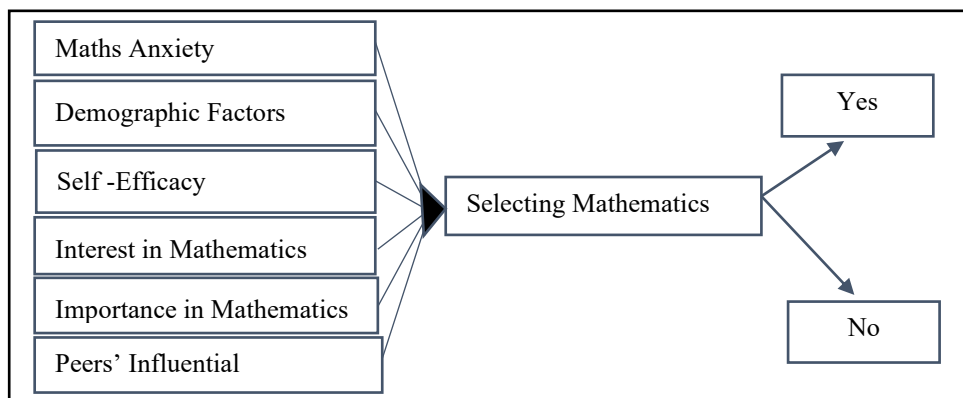 Maths Anxiety
Demographic Factors
Self -Efficacy
Interest in Mathematics
Importance in Mathematics
Peers’ Influential
Selecting Mathematics
Yes
No